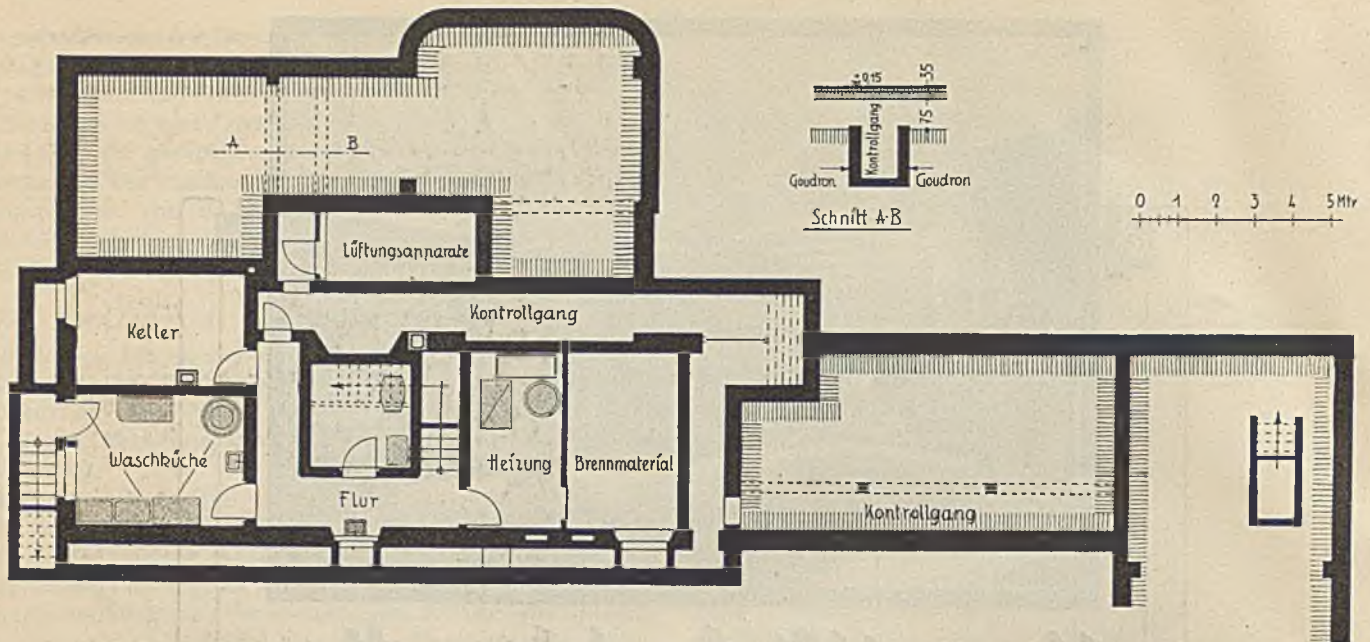 A B
+ 0,15
35
75
Kontrollgang
Goudron Goudron
Schnitt A-B
0 1 2 3 4 5 Mtr
Lüftungsapparate
Keller
Kontrollgang
Waschküche
Heizung
Brennmaterial
Flur
Kontrollgang